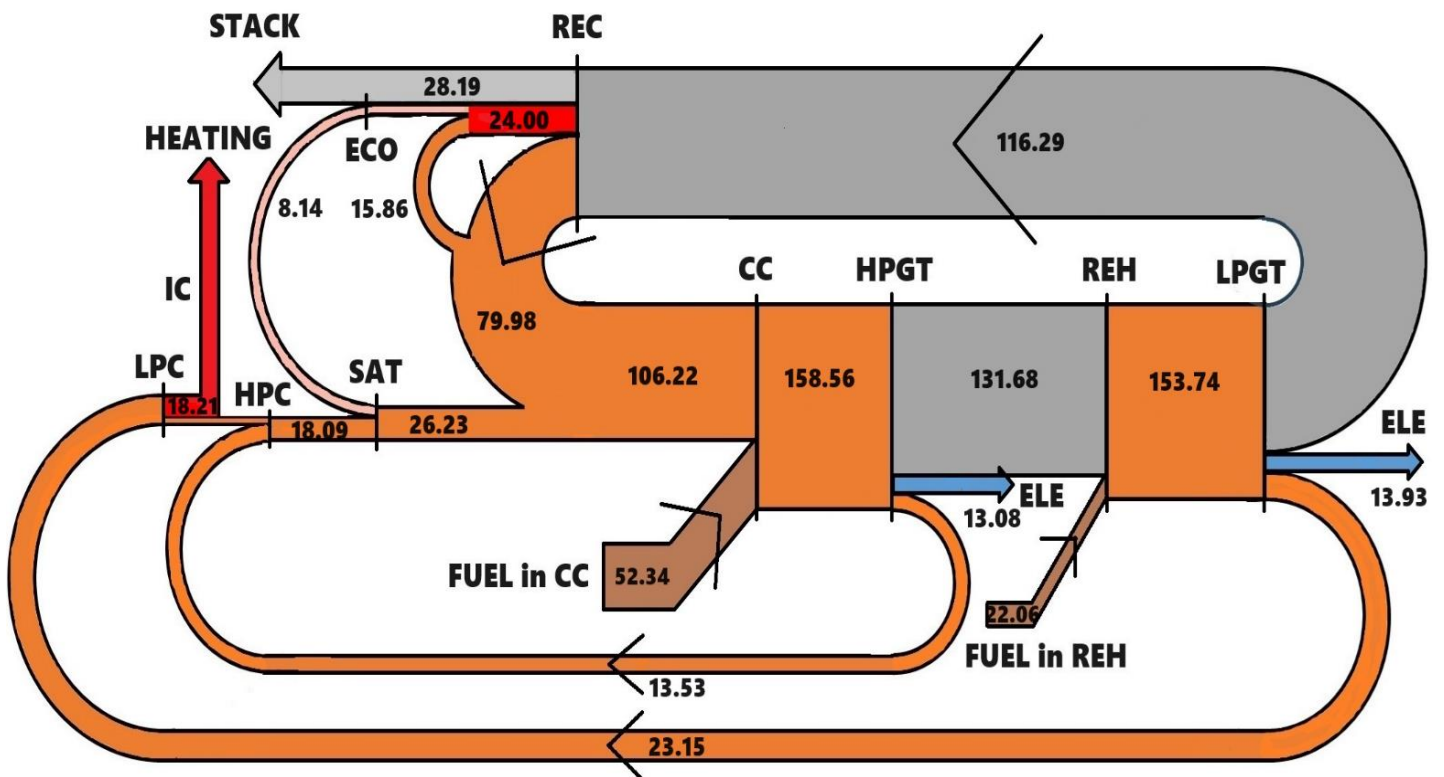 STACK
REC
28.19
24.00
ECO
HEATING
116.29
8.14
15.86
IC
CC
HPGT
REH
LPGT
79.98
LPC
HPC
SAT
106.22
158.56
131.68
153.74
18.21
18.09
26.23
ELE
13.93
ELE
13.08
FUEL in CC
52.34
22.06
FUEL in REH
13.53
23.15